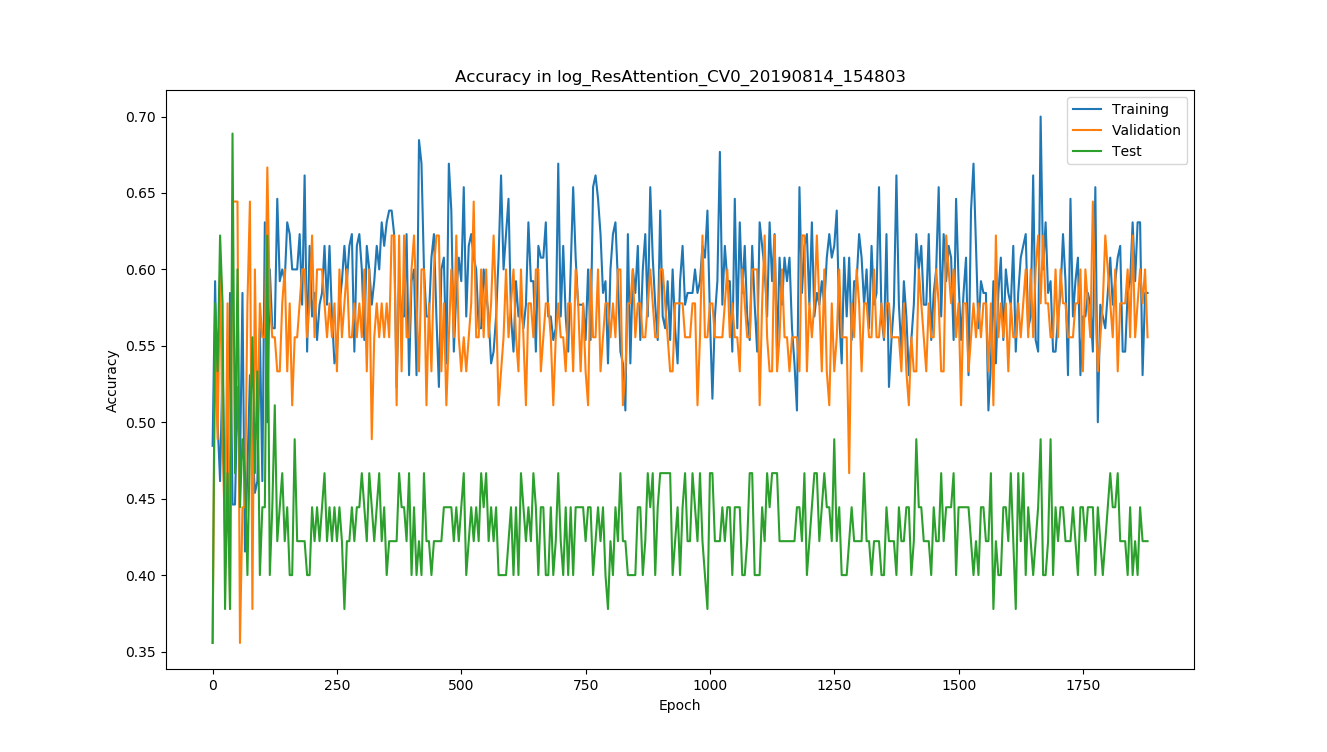 Accuracy in log_ResAttention_CV0_20190814_154803
Training
Validation
Test
0.70
0.65
0.60
0.55
0.50
0.45
0.40
0.35
Accuracy
0 250 500 750 1000 1250 1500 1750
Epoch